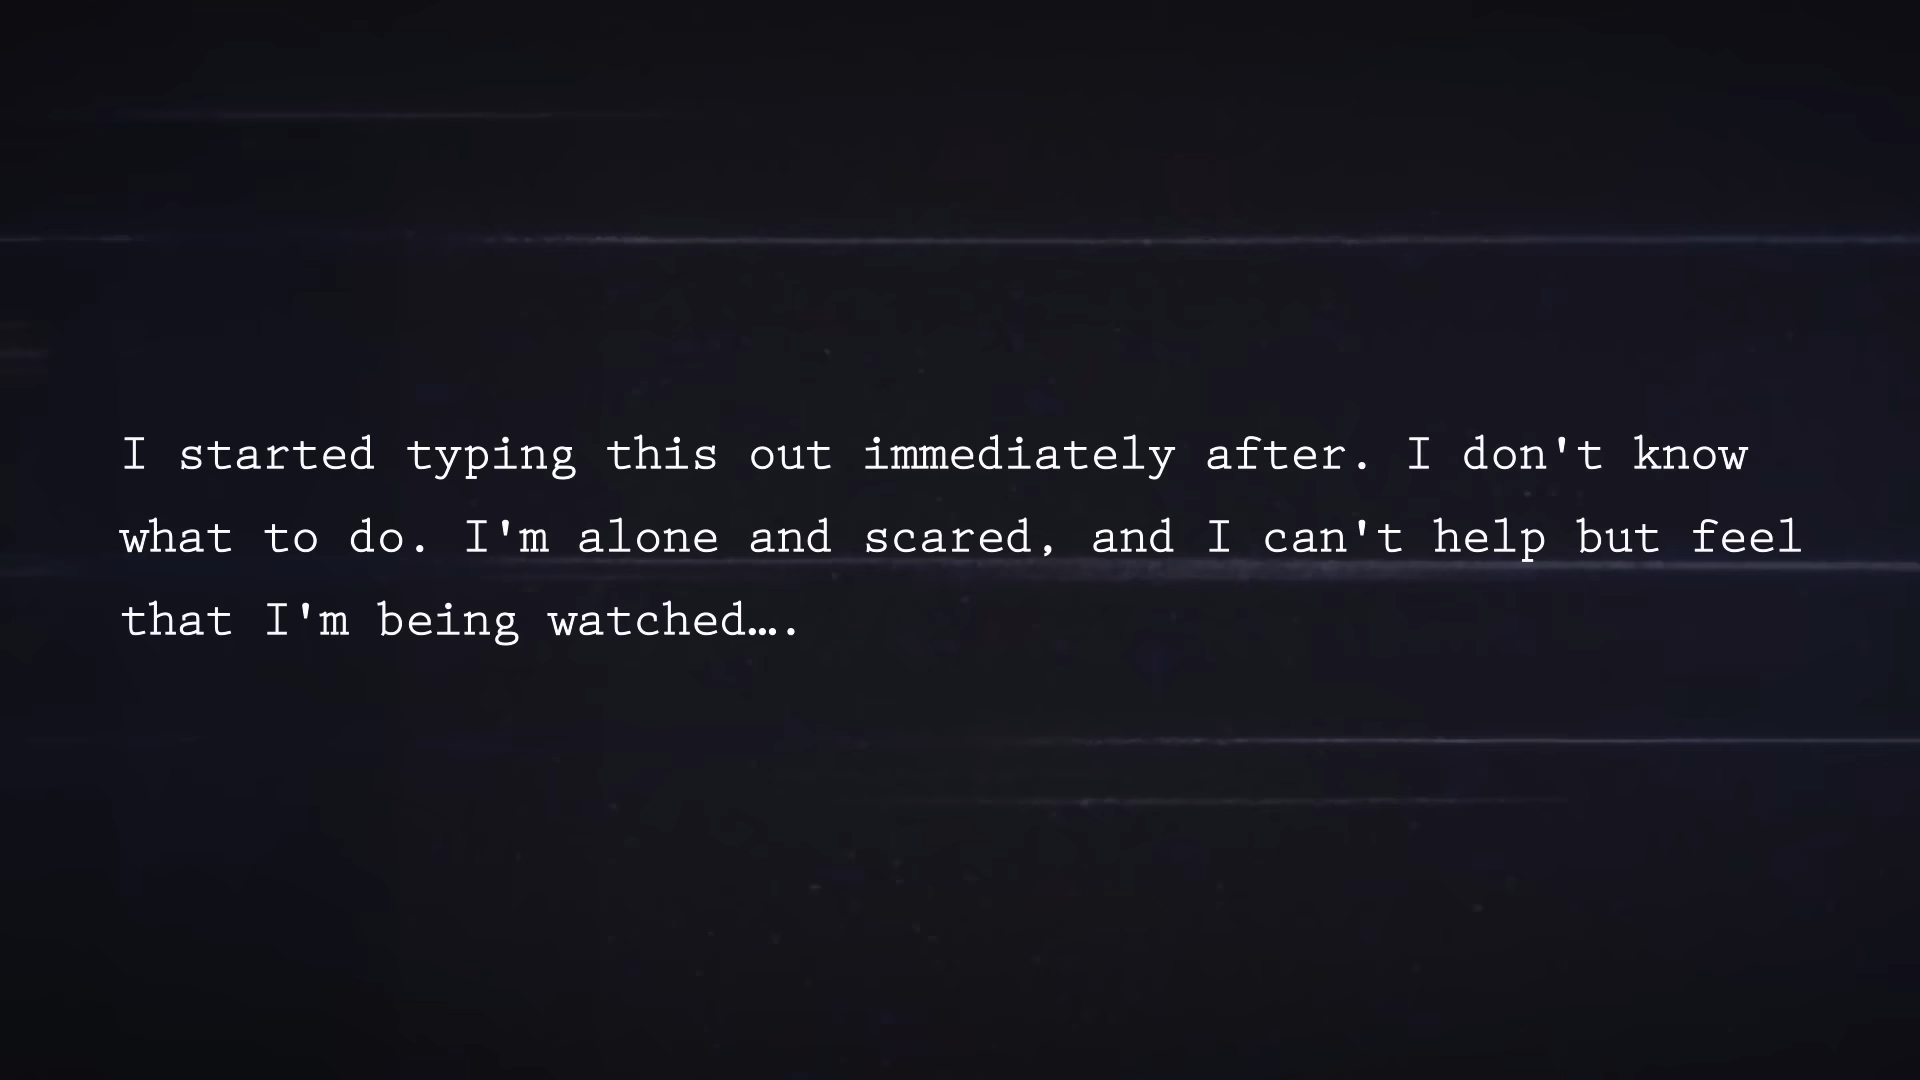 I started typing this out immediately after. I don't know
what to do. I'm alone and scared, and I can't help but feel
that I'm being watched….